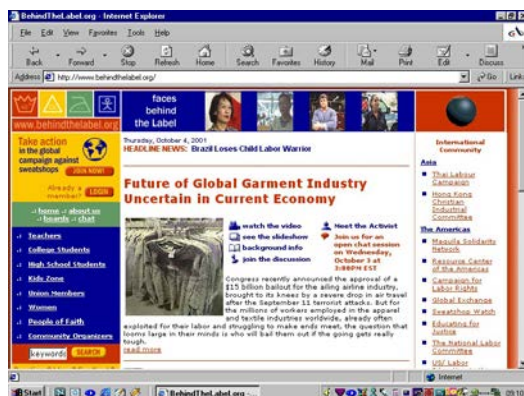 BehindTheLabel.org - Internet Explorer
File Edit View Favorites Tools Help
Back Forward Stop Refresh Home Search Favorites History Mail Print Edit Discuss
Address http://www.behindthelabel.org/ Go Links
faces
behind
the Label
www.behindthelabel.org
Take action
in the global
campaign against
sweatshops
JOIN NOW!
Already a
member? LOGIN
home about us
boards chat
Teachers
College Students
High School Students
Kids Zone
Union Members
Women
People of Faith
Community Organizers
keywords SEARCH
Thursday, October 4, 2001
HEADLINE NEWS: Brazil Loses Child Labor Warrior
Future of Global Garment Industry
Uncertain in Current Economy
watch the video
see the slideshow
background info
join the discussion
Meet the Activist
Join us for an
open chat session
on Wednesday,
October 3 at
3:00PM EST
Congress recently announced the approval of a
$15 billion bailout for the ailing airline industry,
brought to its knees by a severe drop in air travel
after the September 11 terrorist attacks. But for
the millions of workers employed in the apparel
and textile industries worldwide, already often
exploited for their labor and struggling to make ends meet, the question that
looms large in their minds is who will bail them out if the going gets really
tough.
read more
International
Community
Asia
Thai Labour
Campaign
Hong Kong
Christian
Industrial
Committee
The Americas
Maquila Solidarity
Network
Resource Center
of the Americas
Campaign for
Labor Rights
Global Exchange
Sweatshop Watch
Educating for
Justice
The National Labor
Committee
US/ Labor
Internet
Start BehindTheLabel.org -...